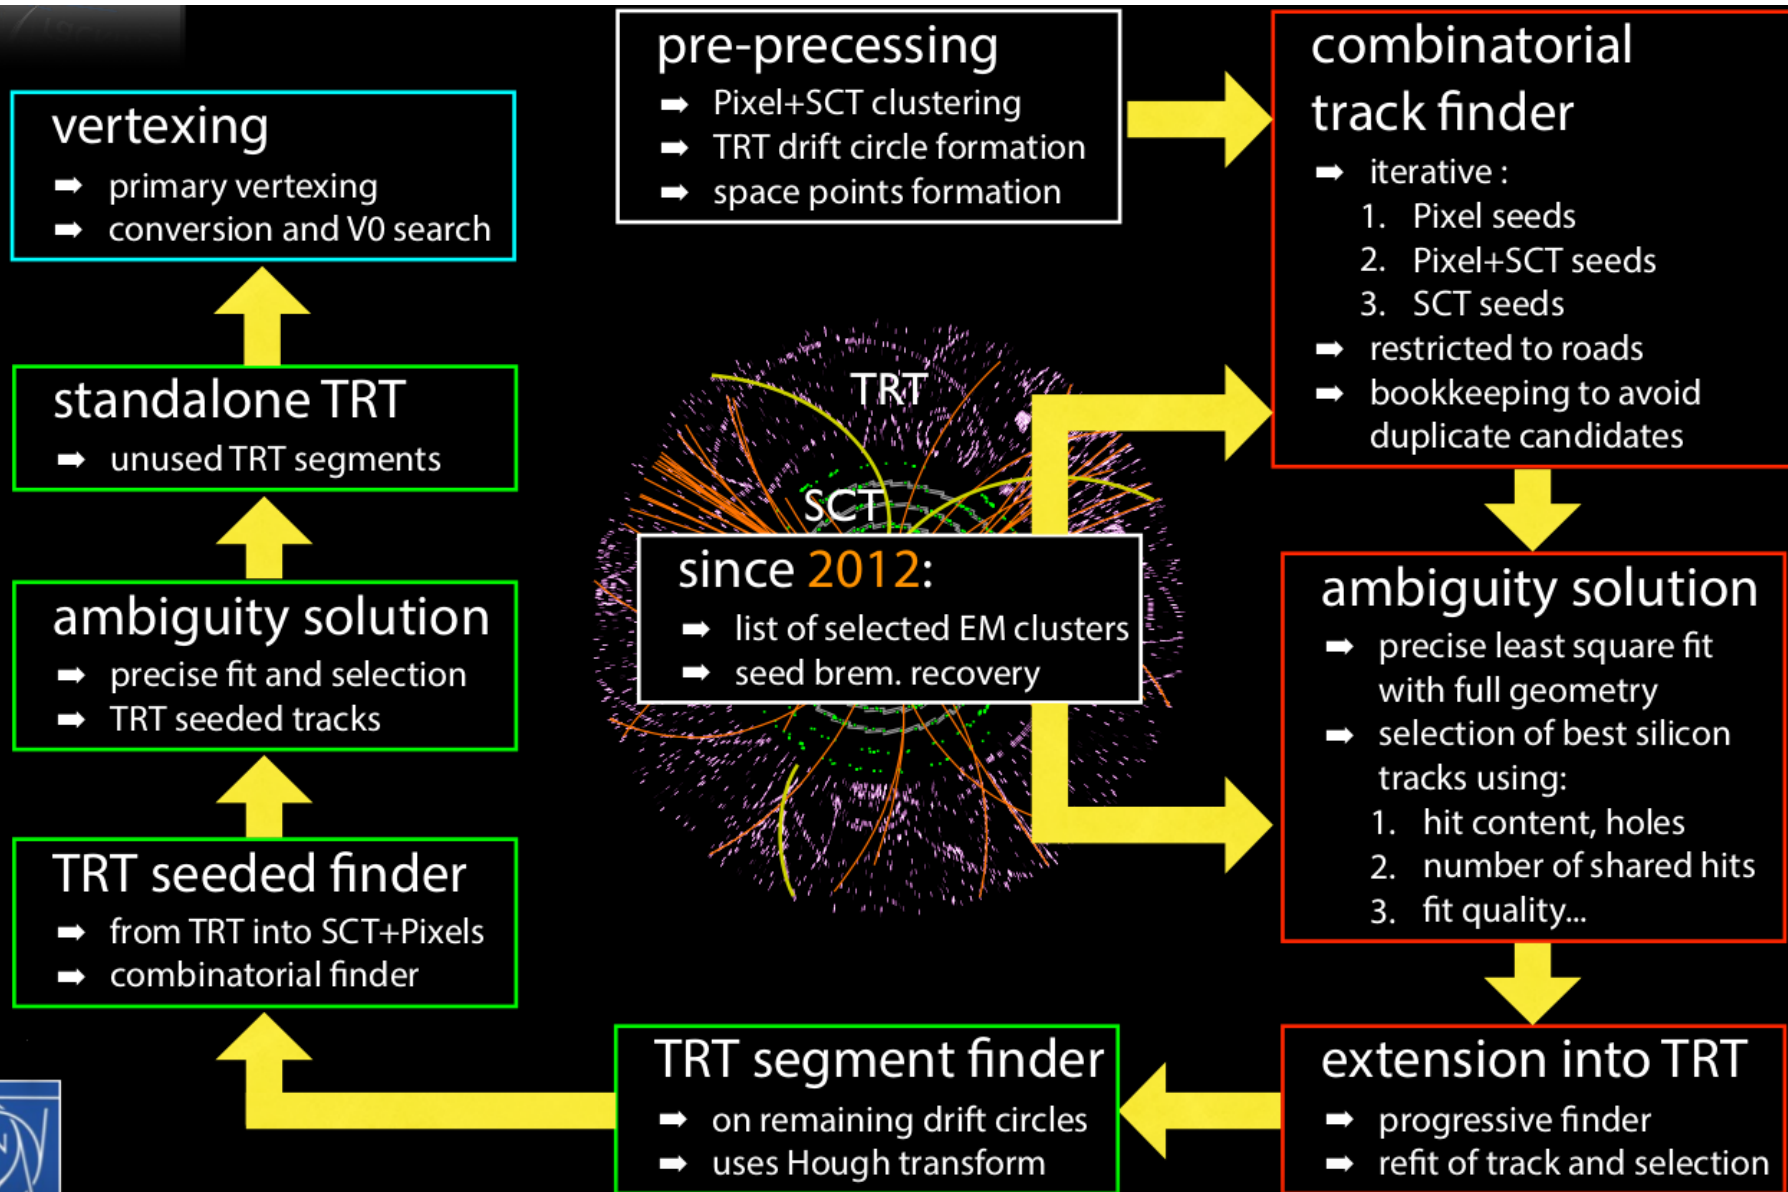 pre-precessing
➡ Pixel+SCT clustering
➡ TRT drift circle formation
➡ space points formation
combinatorial
track finder
➡ iterative :
1. Pixel seeds
2. Pixel+SCT seeds
3. SCT seeds
➡ restricted to roads
➡ bookkeeping to avoid
duplicate candidates
ambiguity solution
➡ precise least square fit
with full geometry
➡ selection of best silicon
tracks using:
1. hit content, holes
2. number of shared hits
3. fit quality...
extension into TRT
➡ progressive finder
➡ refit of track and selection
TRT segment finder
➡ on remaining drift circles
➡ uses Hough transform
TRT seeded finder
➡ from TRT into SCT+Pixels
➡ combinatorial finder
ambiguity solution
➡ precise fit and selection
➡ TRT seeded tracks
standalone TRT
➡ unused TRT segments
vertexing
➡ primary vertexing
➡ conversion and V0 search
TRT
SCT
since 2012:
➡ list of selected EM clusters
➡ seed brem. recovery